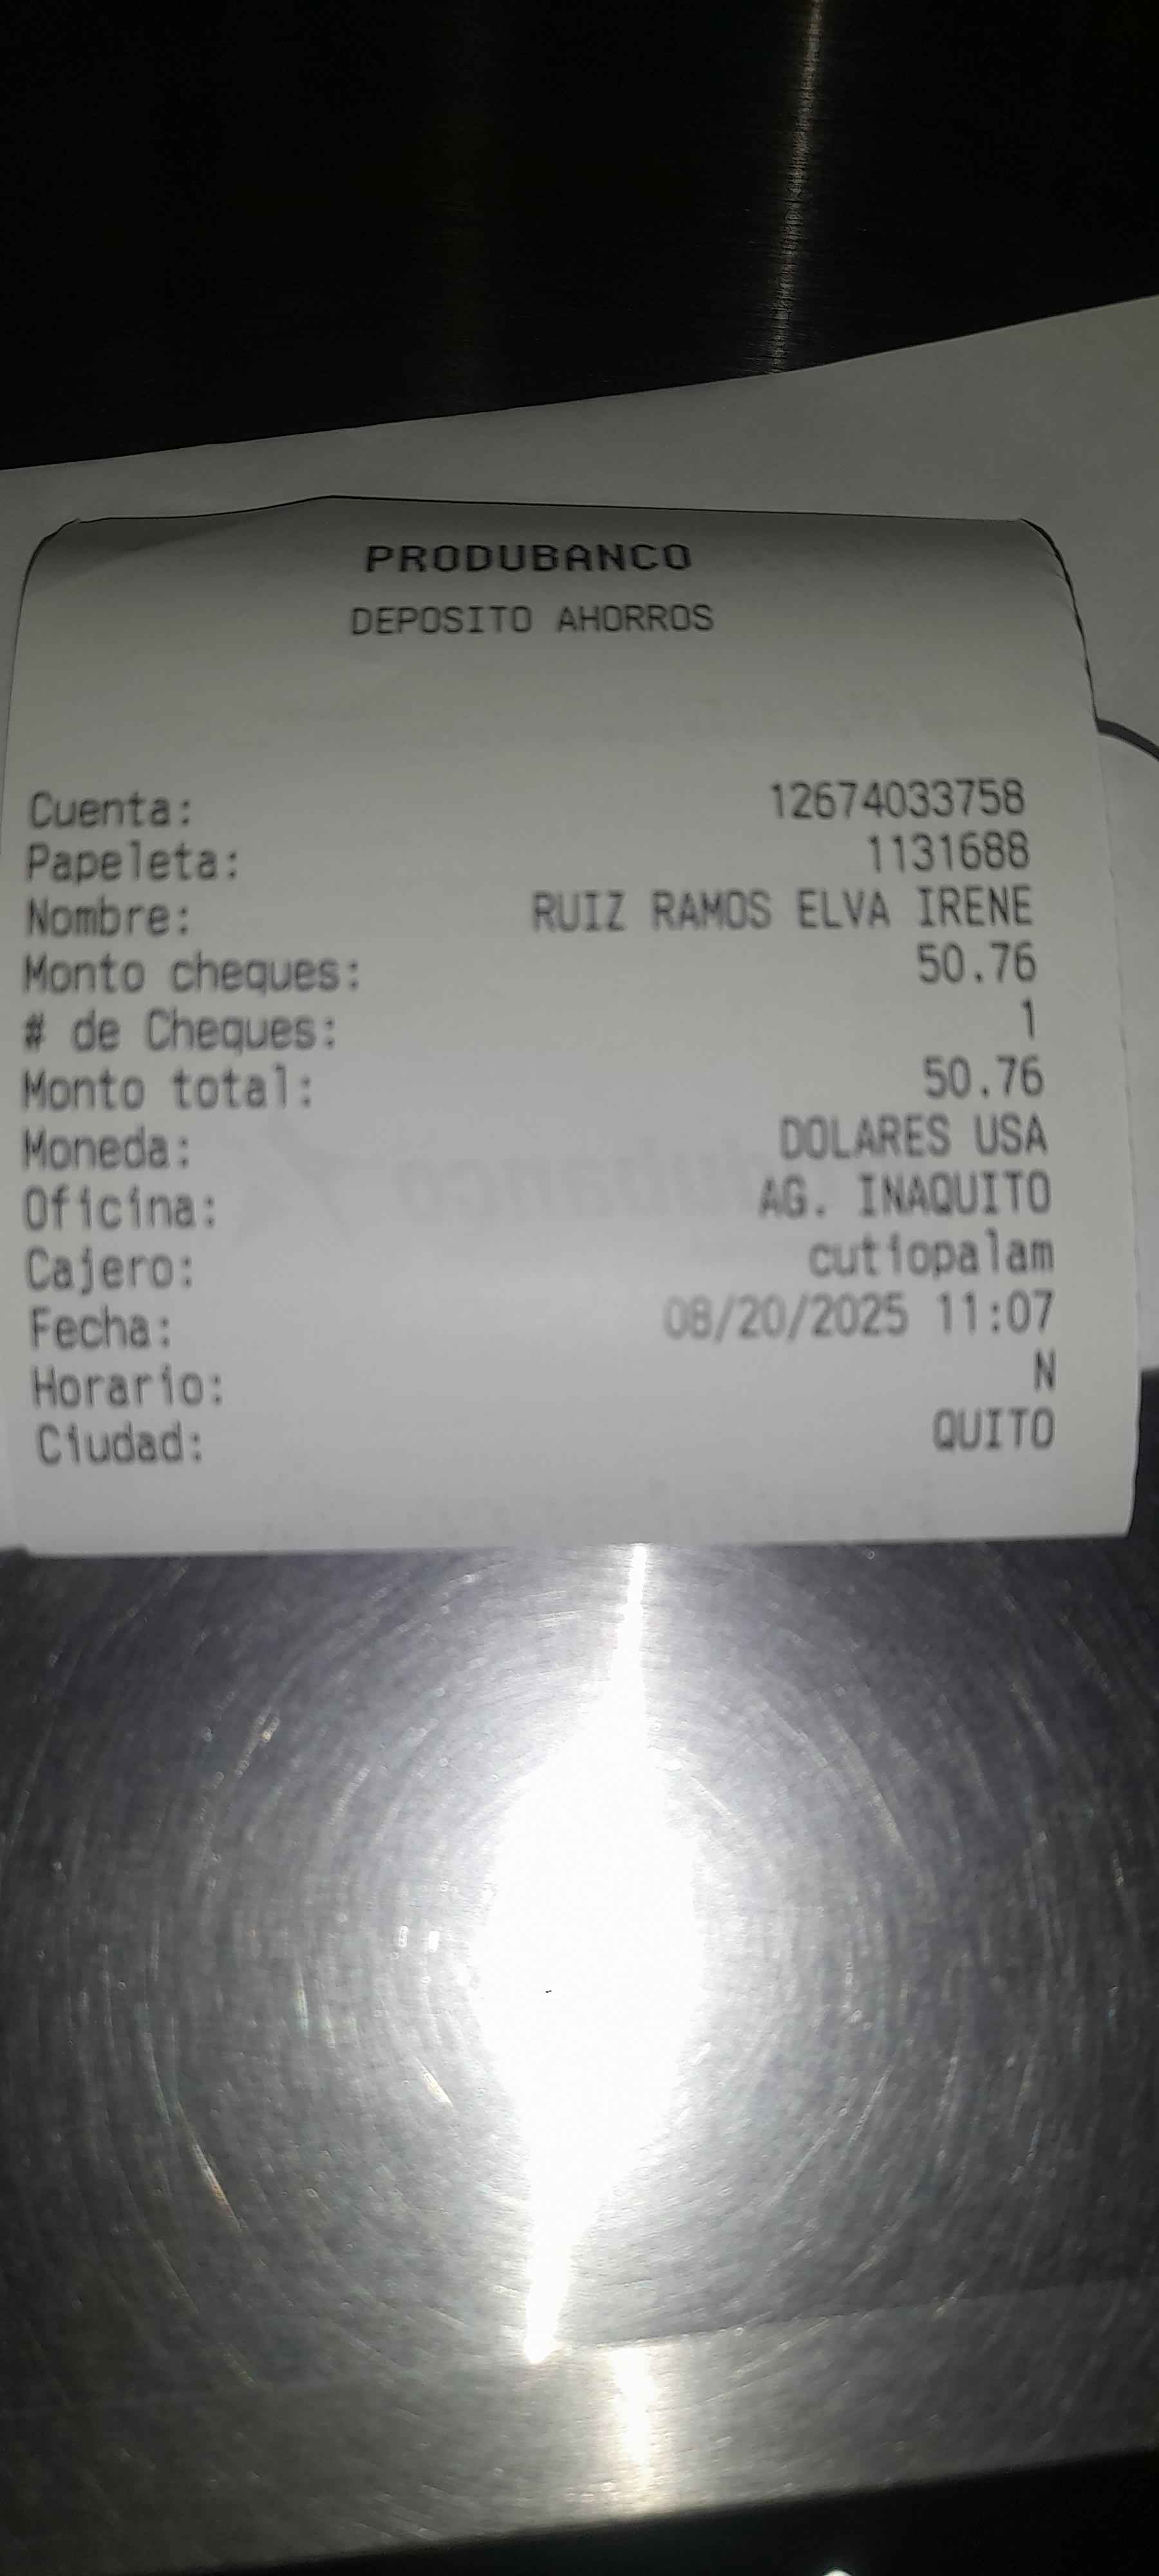 PRODUBANCO
DEPOSITO AHORROS
Cuenta: 12674033758
Papeleta: 1131688
Nombre: RUIZ RAMOS ELVA IRENE
Monto cheques: 50.76
# de Cheques: 1
Monto total: 50.76
Moneda: DOLARES USA
Oficina: AG. INAQUITO
Cajero: cutiopalam
Fecha: 08/20/2025 11:07
Horario: N
Ciudad: QUITO